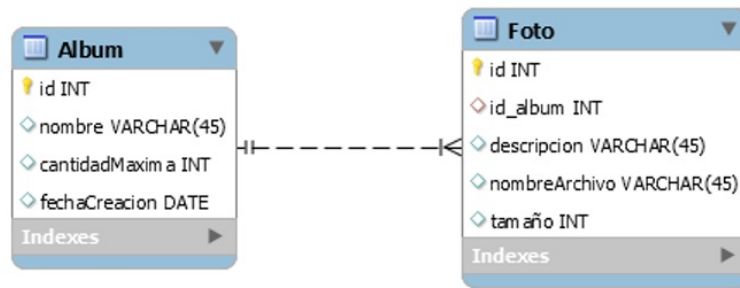 Album
id INT
nombre VARCHAR(45)
cantidadMaxima INT
fechaCreacion DATE
Indexes
Foto
id INT
id_album INT
descripcion VARCHAR(45)
nombreArchivo VARCHAR(45)
tamaño INT
Indexes